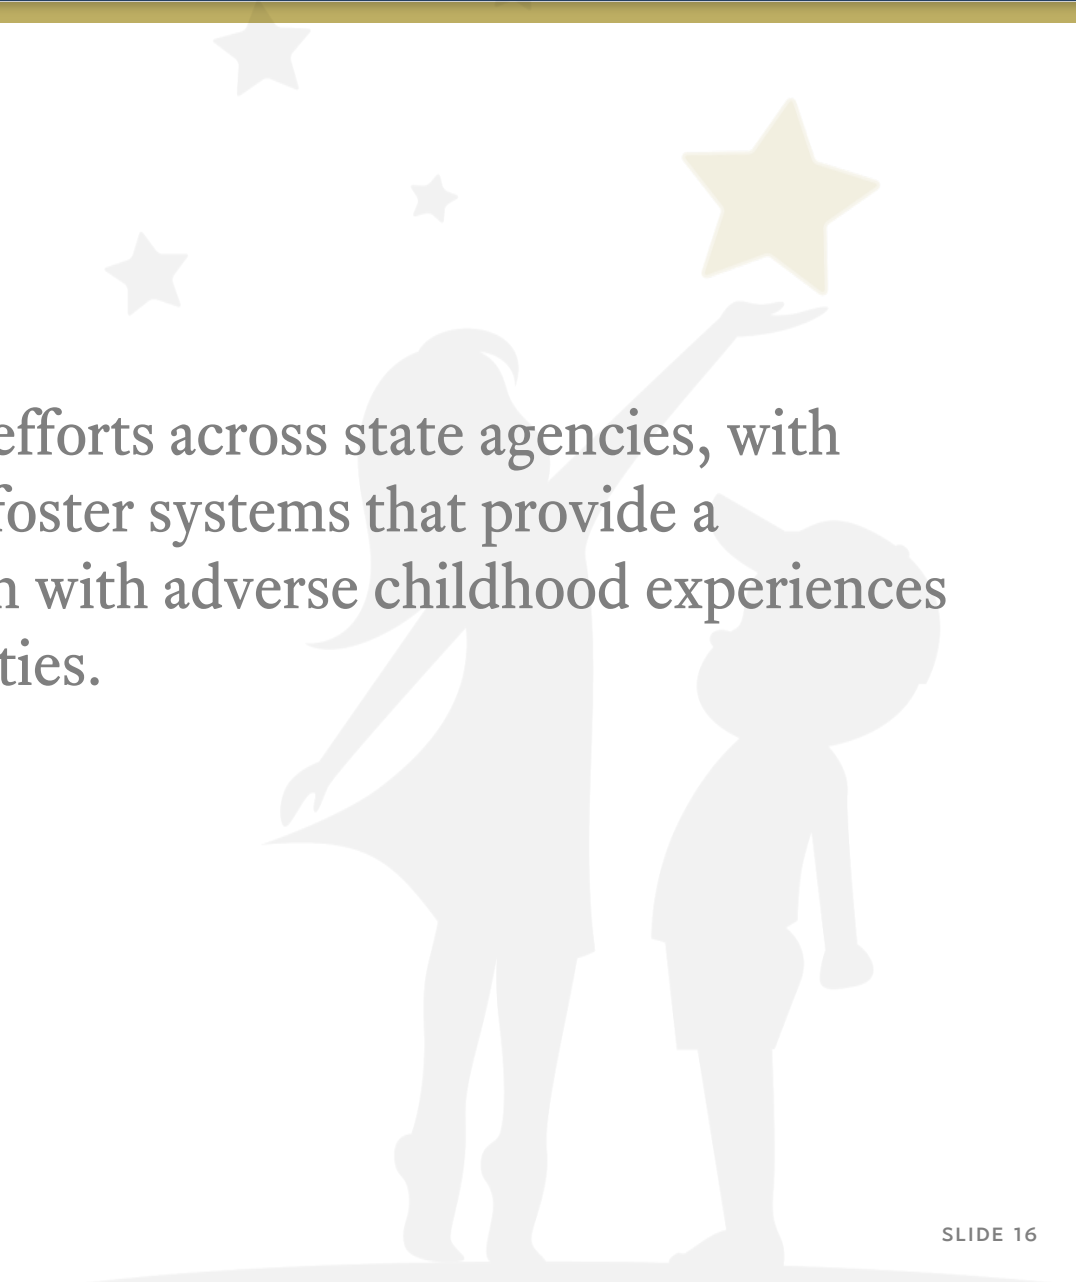 efforts across state agencies, with
foster systems that provide a
with adverse childhood experiences
ties.
SLIDE 16